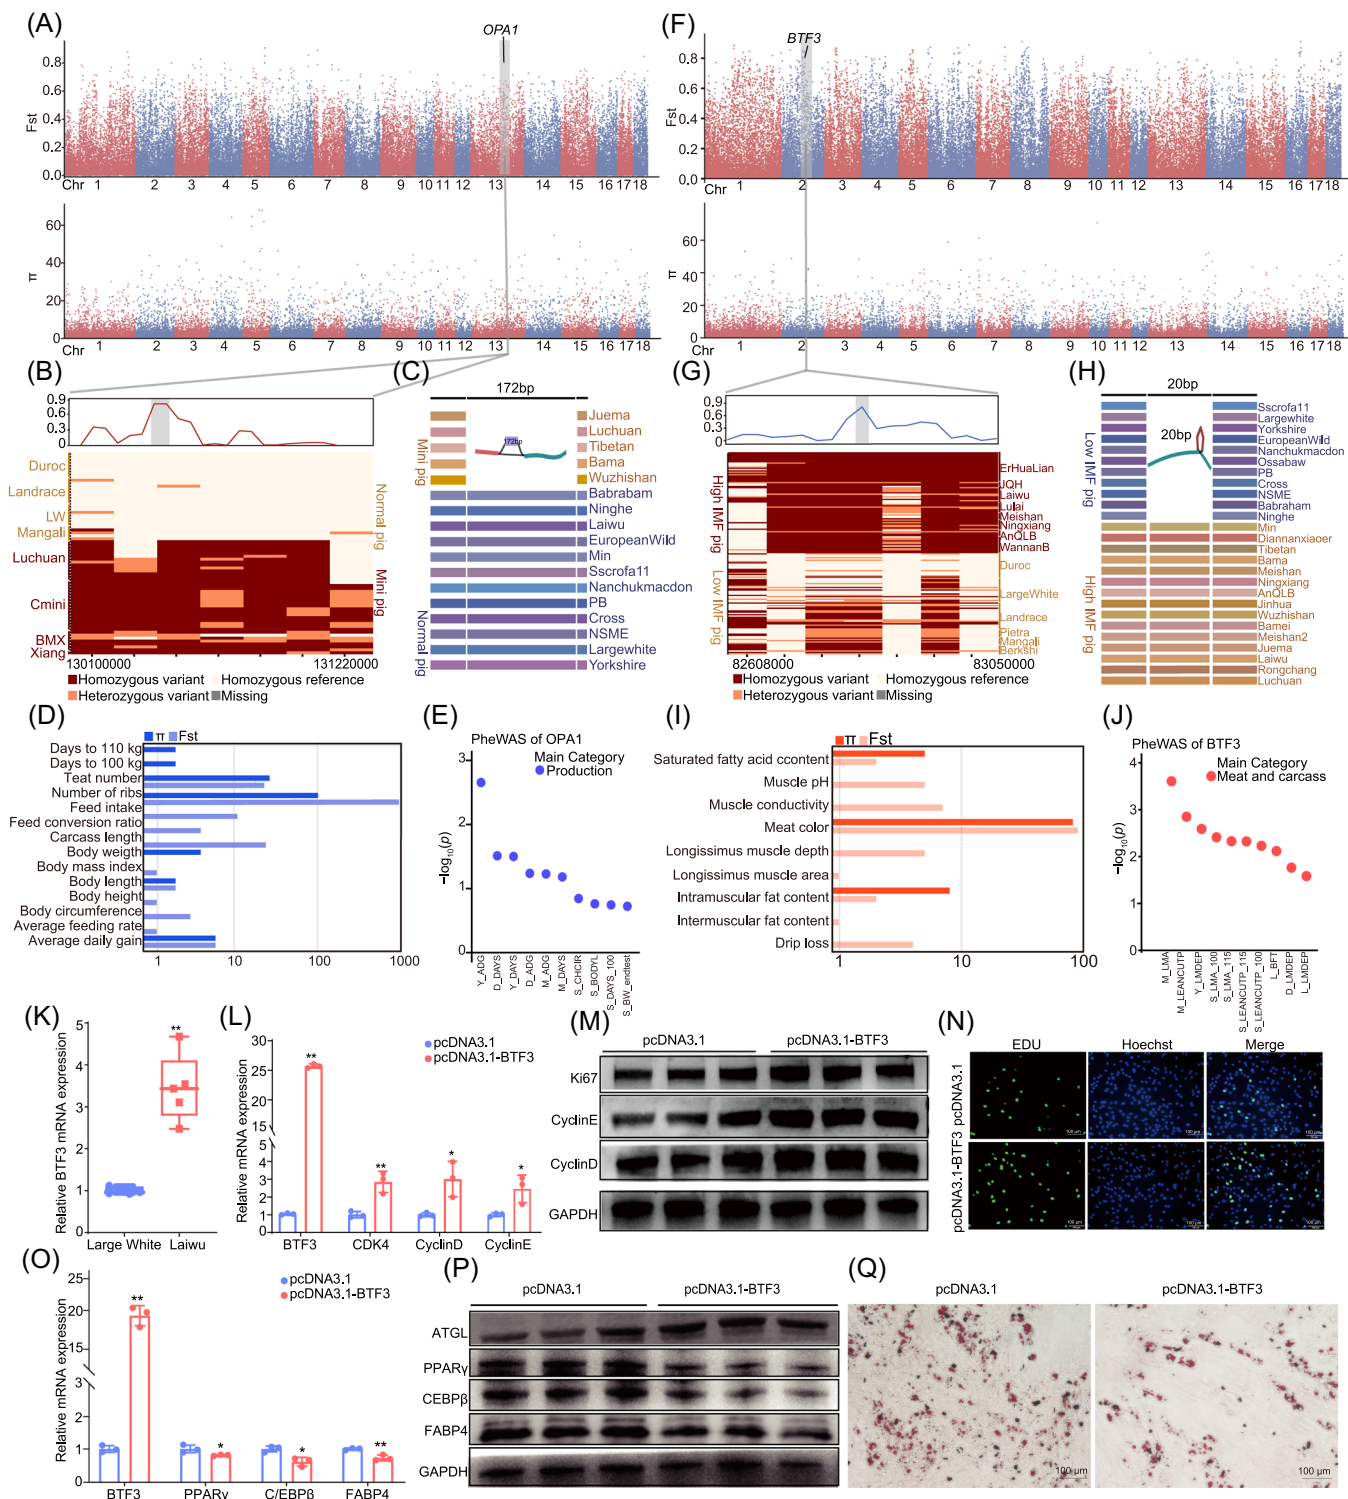 (A)
OPA1
0.8
0.6
0.4
0.2
0.0
Fst
Chr 1 2 3 4 5 6 7 8 9 10 11 12 13 14 15 16 17 18
60
40
20
0
π
Chr 1 2 3 4 5 6 7 8 9 10 11 12 13 14 15 16 17 18
(F)
BTF3
0.8
0.6
0.4
0.2
0.0
Fst
Chr 1 2 3 4 5 6 7 8 9 10 11 12 13 14 15 16 17 18
60
40
20
0
π
Chr 1 2 3 4 5 6 7 8 9 10 11 12 13 14 15 16 17 18
(B)
0.9
0.6
0.3
0
Duroc
Landrace
LW
Mangali
Luchuan
Cmini
BMX
Xiang
Normal pig
Mini pig
130100000 131220000
Homozygous variant Homozygous reference
Heterozygous variant Missing
(C)
172bp
172bp
Mini pig
Normal pig
Juema
Luchuan
Tibetan
Bama
Wuzhishan
Babrabam
Ninghe
Laiwu
EuropeanWild
Min
Sscrofa11
Nanchukmacdon
PB
Cross
NSME
Largewhite
Yorkshire
(G)
0.9
0.6
0.3
0
High IMF pig
Low IMF pig
ErHuaLian
JQH
Laiwu
Lulai
Meishan
Ningxiang
AnQLB
WannanB
Duroc
LargeWhite
Landrace
Pietra
Mangali
Berkshi
82608000 83050000
Homozygous variant Homozygous reference
Heterozygous variant Missing
(H)
20bp
20bp
Low IMF pig
High IMF pig
Sscrofa11
Largewhite
Yorkshire
EuropeanWild
Nanchukmacdon
Ossabaw
PB
Cross
NSME
Babraham
Ninghe
Min
Diannanxiaoer
Tibetan
Bama
Meishan
Ningxiang
AnQLB
Jinhua
Wuzhishan
Bamei
Meishan2
Juema
Laiwu
Rongchang
Luchuan
(D)
π Fst
Days to 110 kg
Days to 100 kg
Teat number
Number of ribs
Feed intake
Feed conversion ratio
Carcass length
Body weigth
Body mass index
Body length
Body height
Body circumference
Average feeding rate
Average daily gain
1 10 100 1000
(E)
PheWAS of OPA1
Main Category
Production
3
2
1
0
−log10(p)
Y_ADG
D_DAYS
Y_DAYS
D_ADG
M_ADG
M_DAYS
S_CHCIR
S_BODYL
S_DAYS_100
S_BW_endtest
(I)
π Fst
Saturated fatty acid ccontent
Muscle pH
Muscle conductivity
Meat color
Longissimus muscle depth
Longissimus muscle area
Intramuscular fat content
Intermuscular fat content
Drip loss
1 10 100
(J)
PheWAS of BTF3
Main Category
Meat and carcass
4
3
2
1
0
−log10(p)
M_LMA
M_LEANCUTP
Y_LMDEP
S_LMA_100
S_LMA_115
S_LEANCUTP_115
S_LEANCUTP_100
L_BFT
D_LMDEP
L_LMDEP
(K)
Relative BTF3 mRNA expression
5
4
3
2
1
0
**
Large White Laiwu
(L)
Relative mRNA expression
30
25
20
15
5
4
3
2
1
0
pcDNA3.1
pcDNA3.1-BTF3
**
**
*
*
BTF3 CDK4 CyclinD CyclinE
(M)
pcDNA3.1 pcDNA3.1-BTF3
Ki67
CyclinE
CyclinD
GAPDH
(N)
EDU Hoechst Merge
pcDNA3.1
pcDNA3.1-BTF3
100 μm
100 μm
100 μm
(O)
Relative mRNA expression
25
20
15
3
2
1
0
pcDNA3.1
pcDNA3.1-BTF3
**
*
*
**
BTF3 PPARγ C/EBPβ FABP4
(P)
pcDNA3.1 pcDNA3.1-BTF3
ATGL
PPARγ
CEBPβ
FABP4
GAPDH
(Q)
pcDNA3.1 pcDNA3.1-BTF3
100 μm
100 μm